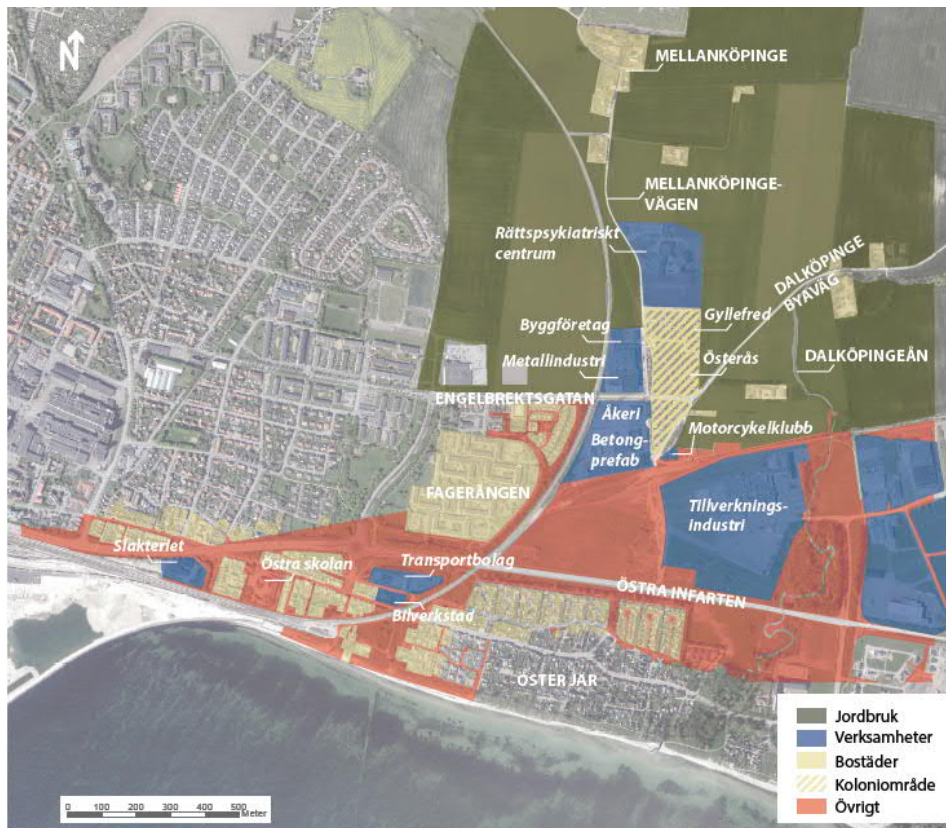 N
MELLANKÖPINGE
MELLANKÖPINGE-
VÄGEN
Rättspsykiatriskt
centrum
DALKÖPINGE
BYAVÄG
Gyllefred
Byggföretag
Österås
DALKÖPINGEÅN
Metallindustri
ENGELBREKTSGATAN
Åkeri
Motorcykelklubb
Betong-
prefab
FAGERÄNGEN
Tillverknings-
industri
Slakteriet
Östra skolan
Transportbolag
ÖSTRA INFARTEN
Bilverkstad
ÖSTER JÄR
Jordbruk
Verksamheter
Bostäder
Koloniområde
Övrigt
0 100 200 300 400 500
Meter